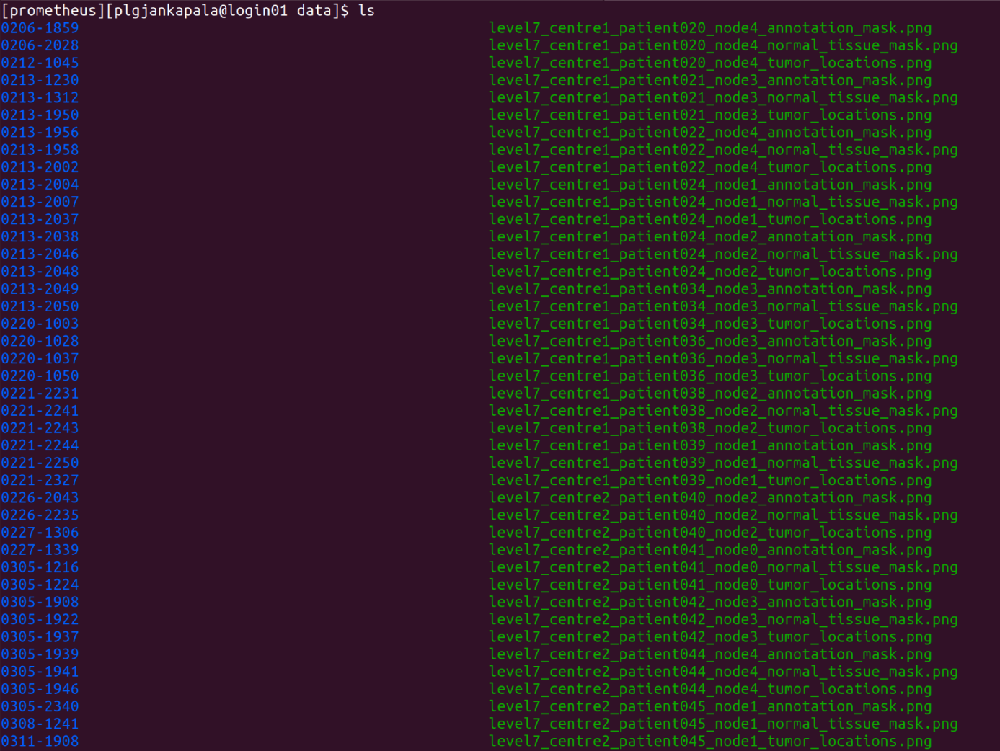 [prometheus][plgjankapala@login01 data]$ ls
0206-1859 level7_centre1_patient020_node4_annotation_mask.png
0206-2028 level7_centre1_patient020_node4_normal_tissue_mask.png
0212-1045 level7_centre1_patient020_node4_tumor_locations.png
0213-1230 level7_centre1_patient021_node3_annotation_mask.png
0213-1312 level7_centre1_patient021_node3_normal_tissue_mask.png
0213-1950 level7_centre1_patient021_node3_tumor_locations.png
0213-1956 level7_centre1_patient022_node4_annotation_mask.png
0213-1958 level7_centre1_patient022_node4_normal_tissue_mask.png
0213-2002 level7_centre1_patient022_node4_tumor_locations.png
0213-2004 level7_centre1_patient024_node1_annotation_mask.png
0213-2007 level7_centre1_patient024_node1_normal_tissue_mask.png
0213-2037 level7_centre1_patient024_node1_tumor_locations.png
0213-2038 level7_centre1_patient024_node2_annotation_mask.png
0213-2046 level7_centre1_patient024_node2_normal_tissue_mask.png
0213-2048 level7_centre1_patient024_node2_tumor_locations.png
0213-2049 level7_centre1_patient034_node3_annotation_mask.png
0213-2050 level7_centre1_patient034_node3_normal_tissue_mask.png
0220-1003 level7_centre1_patient034_node3_tumor_locations.png
0220-1028 level7_centre1_patient036_node3_annotation_mask.png
0220-1037 level7_centre1_patient036_node3_normal_tissue_mask.png
0220-1050 level7_centre1_patient036_node3_tumor_locations.png
0221-2231 level7_centre1_patient038_node2_annotation_mask.png
0221-2241 level7_centre1_patient038_node2_normal_tissue_mask.png
0221-2243 level7_centre1_patient038_node2_tumor_locations.png
0221-2244 level7_centre1_patient039_node1_annotation_mask.png
0221-2250 level7_centre1_patient039_node1_normal_tissue_mask.png
0221-2327 level7_centre1_patient039_node1_tumor_locations.png
0226-2043 level7_centre2_patient040_node2_annotation_mask.png
0226-2235 level7_centre2_patient040_node2_normal_tissue_mask.png
0227-1306 level7_centre2_patient040_node2_tumor_locations.png
0227-1339 level7_centre2_patient041_node0_annotation_mask.png
0305-1216 level7_centre2_patient041_node0_normal_tissue_mask.png
0305-1224 level7_centre2_patient041_node0_tumor_locations.png
0305-1908 level7_centre2_patient042_node3_annotation_mask.png
0305-1922 level7_centre2_patient042_node3_normal_tissue_mask.png
0305-1937 level7_centre2_patient042_node3_tumor_locations.png
0305-1939 level7_centre2_patient044_node4_annotation_mask.png
0305-1941 level7_centre2_patient044_node4_normal_tissue_mask.png
0305-1946 level7_centre2_patient044_node4_tumor_locations.png
0305-2340 level7_centre2_patient045_node1_annotation_mask.png
0308-1241 level7_centre2_patient045_node1_normal_tissue_mask.png
0311-1908 level7_centre2_patient045_node1_tumor_locations.png